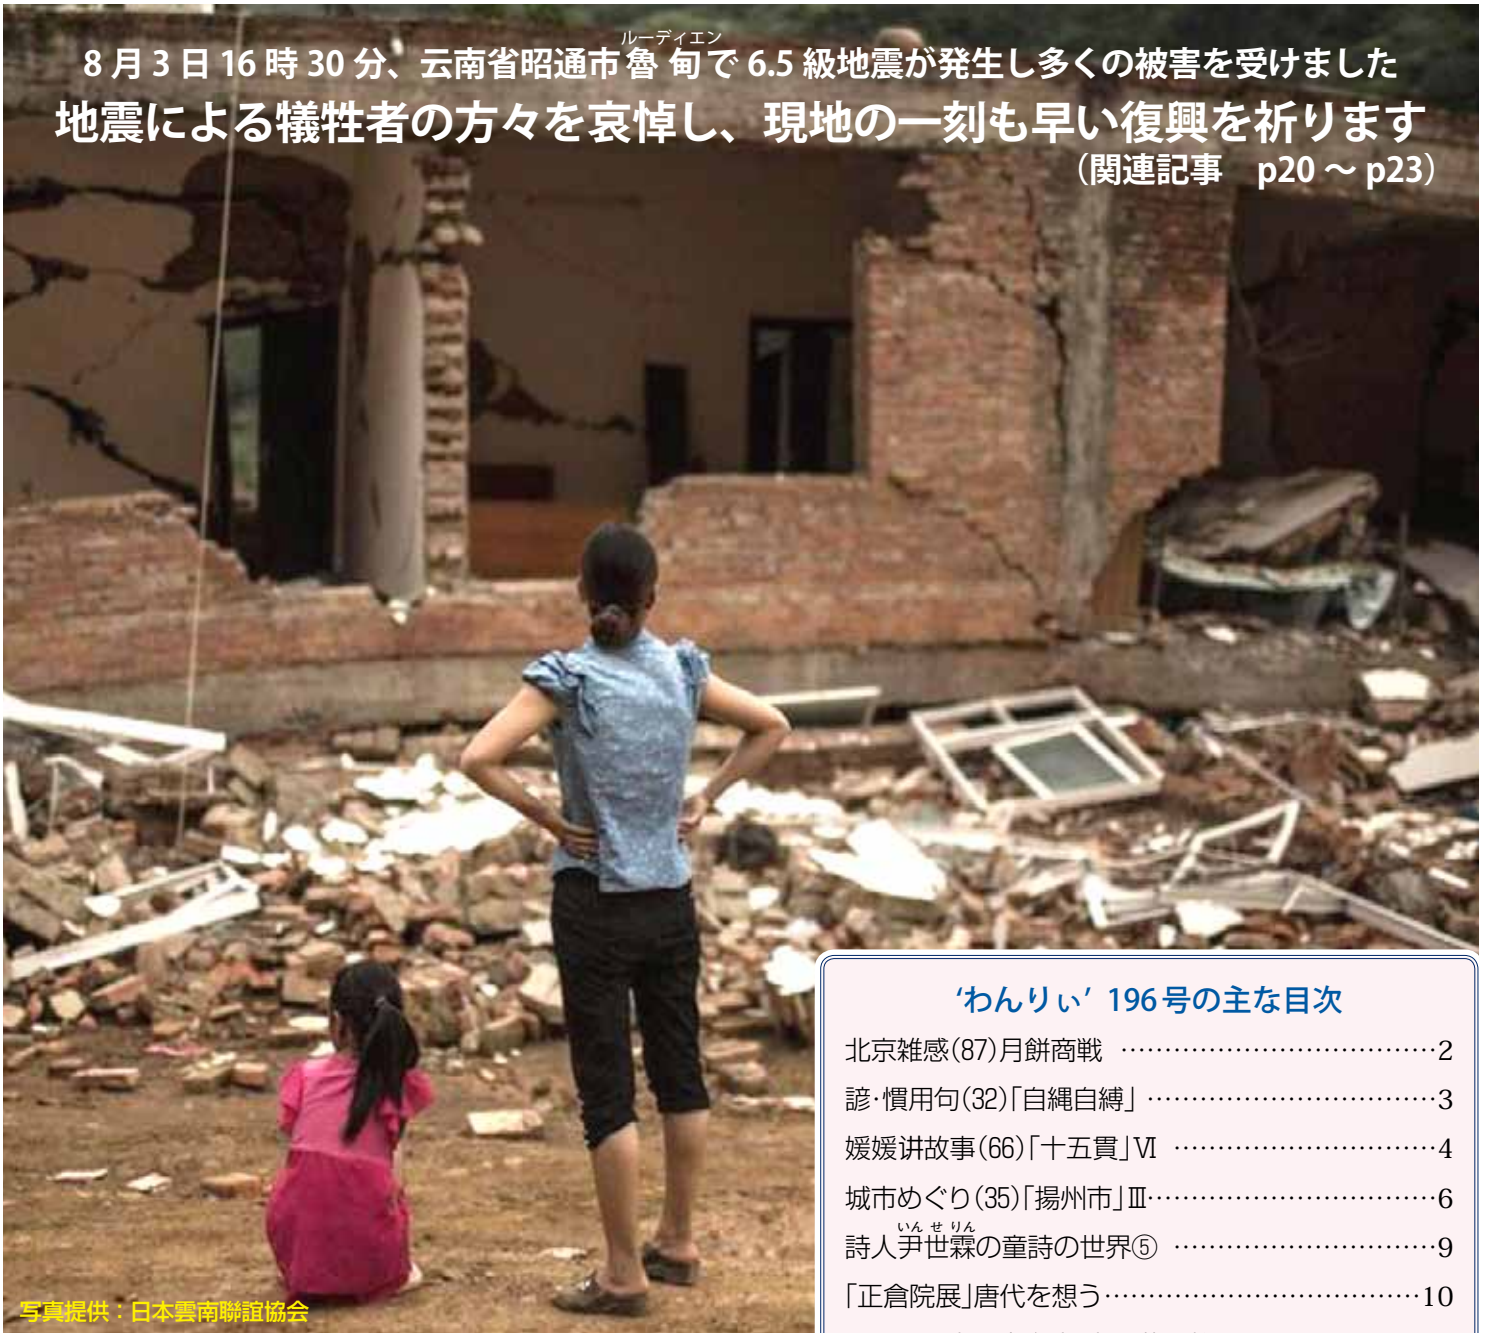 ルーディエン
8月3日16時30分、云南省昭通市魯甸で6.5級地震が発生し多くの被害を受けました
地震による犠牲者の方々を哀悼し、現地の一刻も早い復興を祈ります
（関連記事　p20～p23）
‘わんりぃ’ 196号の主な目次
北京雑感(87)月餅商戦 …………………………………2
諺・慣用句(32)「自縄自縛」 ………………………………3
媛媛讲故事(66)「十五貫」Ⅵ ……………………………4
城市めぐり(35)「揚州市」Ⅲ………………………………6
いんせりん
詩人尹世霖の童詩の世界⑤ ……………………………9
「正倉院展」唐代を想う…………………………………10
写真提供：日本雲南聯誼協会